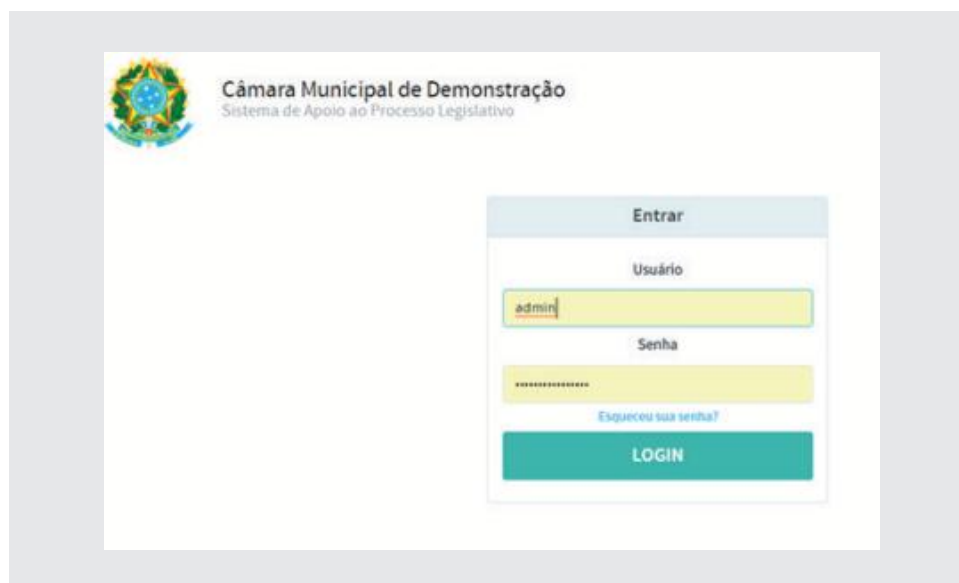 Câmara Municipal de Demonstração
Sistema de Apoio ao Processo Legislativo
Entrar
Usuário
admin
Senha
Esqueceu sua senha?
LOGIN